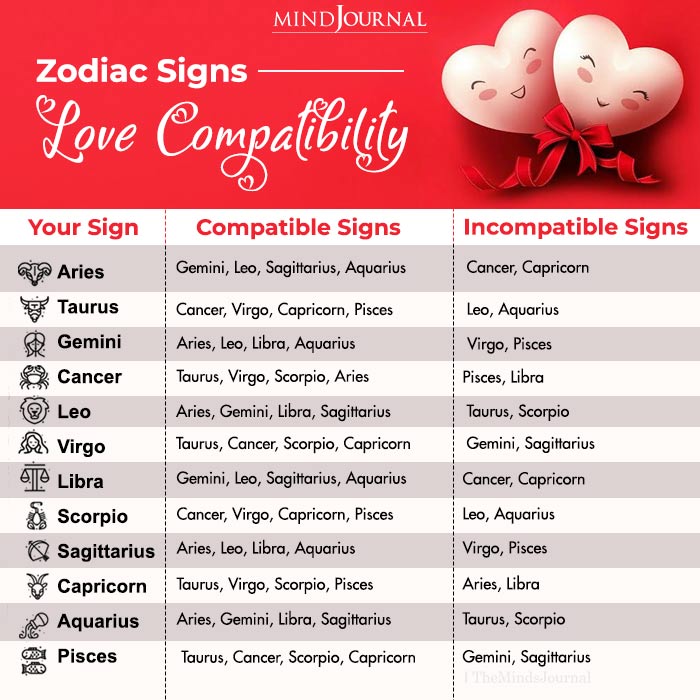 MINDJOURNAL
Zodiac Signs
Love Compatibility
Your Sign Compatible Signs Incompatible Signs
Aries Gemini, Leo, Sagittarius, Aquarius Cancer, Capricorn
Taurus Cancer, Virgo, Capricorn, Pisces Leo, Aquarius
Gemini Aries, Leo, Libra, Aquarius Virgo, Pisces
Cancer Taurus, Virgo, Scorpio, Aries Pisces, Libra
Leo Aries, Gemini, Libra, Sagittarius Taurus, Scorpio
Virgo Taurus, Cancer, Scorpio, Capricorn Gemini, Sagittarius
Libra Gemini, Leo, Sagittarius, Aquarius Cancer, Capricorn
Scorpio Cancer, Virgo, Capricorn, Pisces Leo, Aquarius
Sagittarius Aries, Leo, Libra, Aquarius Virgo, Pisces
Capricorn Taurus, Virgo, Scorpio, Pisces Aries, Libra
Aquarius Aries, Gemini, Libra, Sagittarius Taurus, Scorpio
Pisces Taurus, Cancer, Scorpio, Capricorn Gemini, Sagittarius
| TheMindsJournal